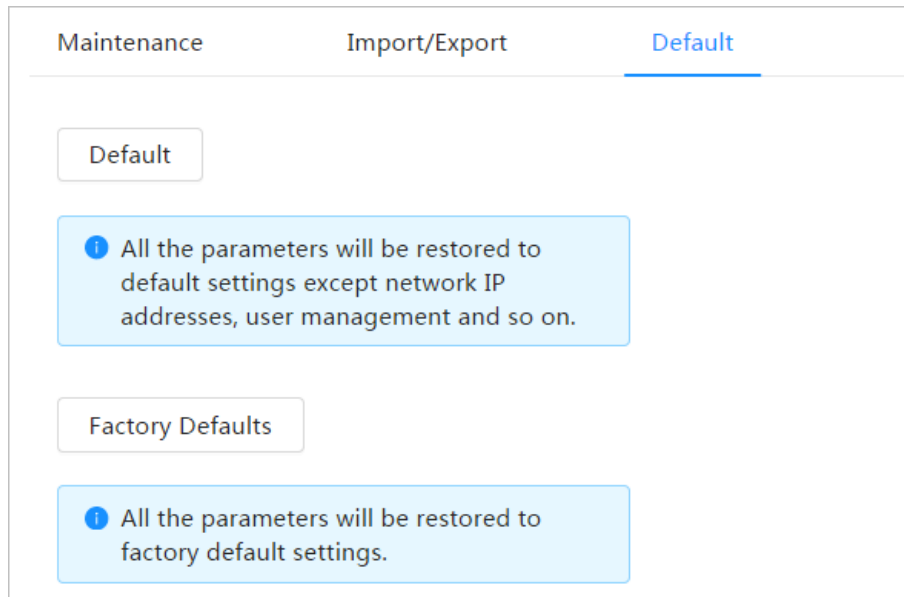 Maintenance Import/Export Default
Default
All the parameters will be restored to
default settings except network IP
addresses, user management and so on.
Factory Defaults
All the parameters will be restored to
factory default settings.